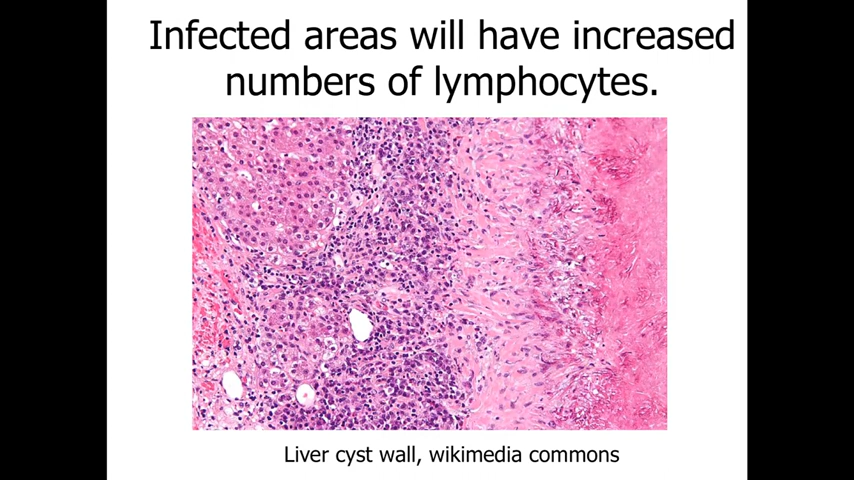 Infected areas will have increased
numbers of lymphocytes.
Liver cyst wall, wikimedia commons